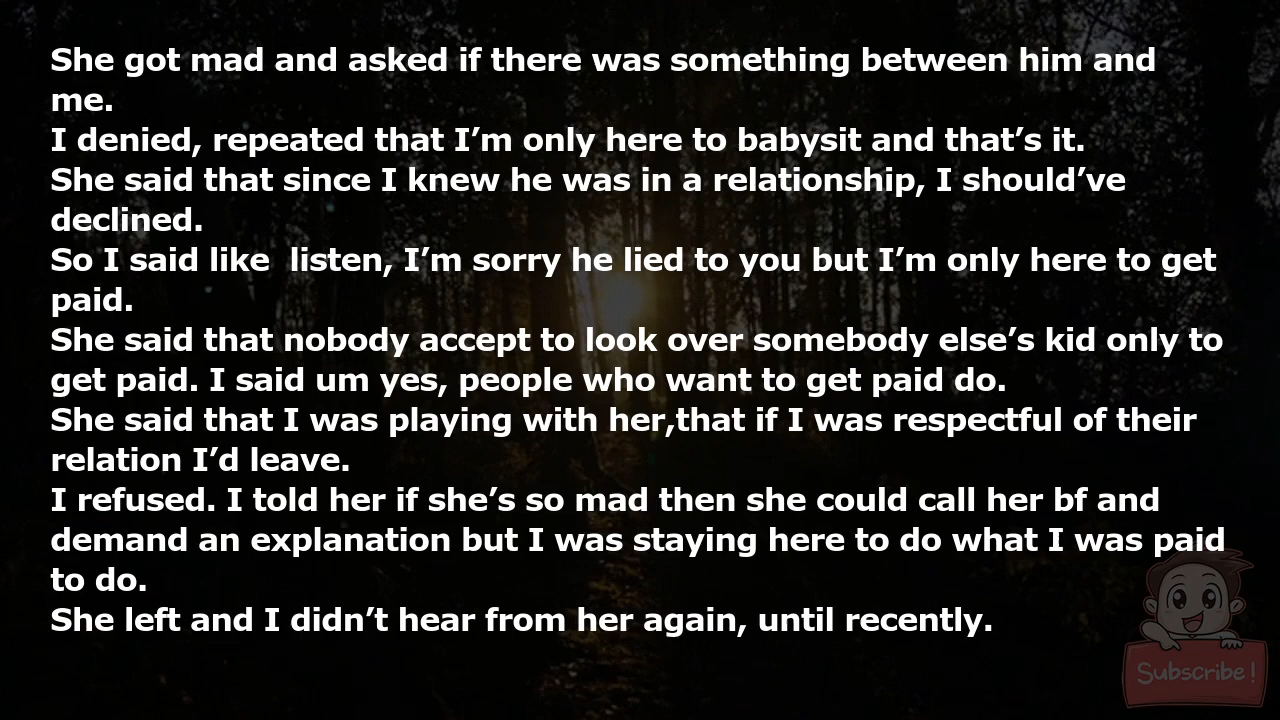 She got mad and asked if there was something between him and
me.
I denied, repeated that I’m only here to babysit and that’s it.
She said that since I knew he was in a relationship, I should’ve
declined.
So I said like  listen, I’m sorry he lied to you but I’m only here to get
paid.
She said that nobody accept to look over somebody else’s kid only to
get paid. I said um yes, people who want to get paid do.
She said that I was playing with her,that if I was respectful of their
relation I’d leave.
I refused. I told her if she’s so mad then she could call her bf and
demand an explanation but I was staying here to do what I was paid
to do.
She left and I didn’t hear from her again, until recently.
Subscribe!